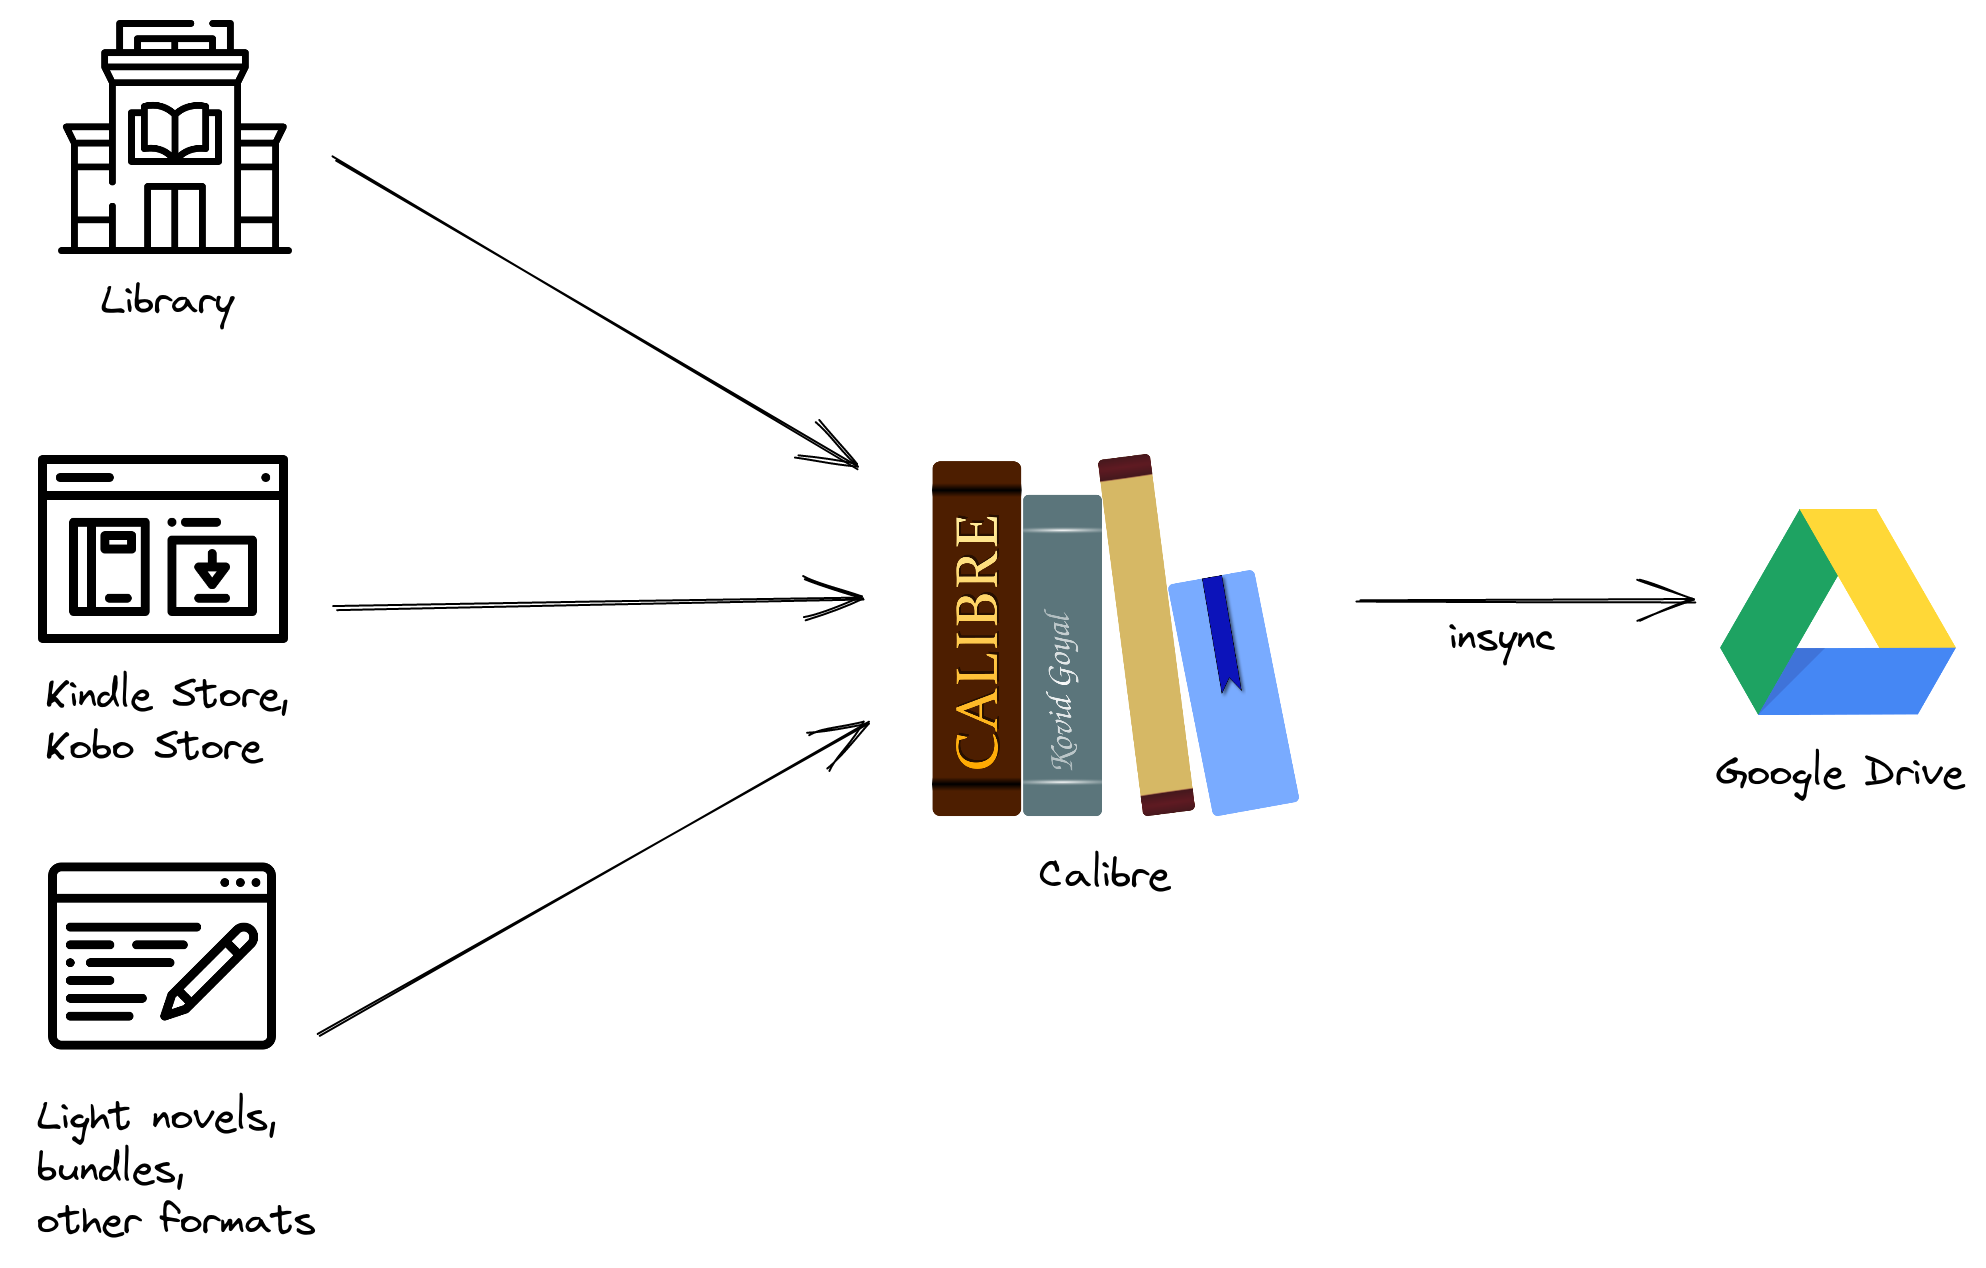 Library
Kindle Store,
Kobo Store
Light novels,
bundles,
other formats
CALIBRE
Kovid Goyal
Calibre
insync
Google Drive